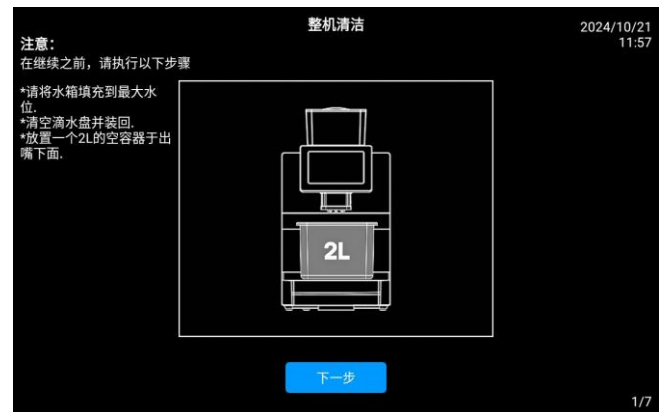 整机清洁
2024/10/21
11:57
注意：
在继续之前，请执行以下步骤
*请将水箱填充到最大水
位.
*清空滴水盘并装回.
*放置一个2L的空容器于出
嘴下面.
2L
下一步
1/7